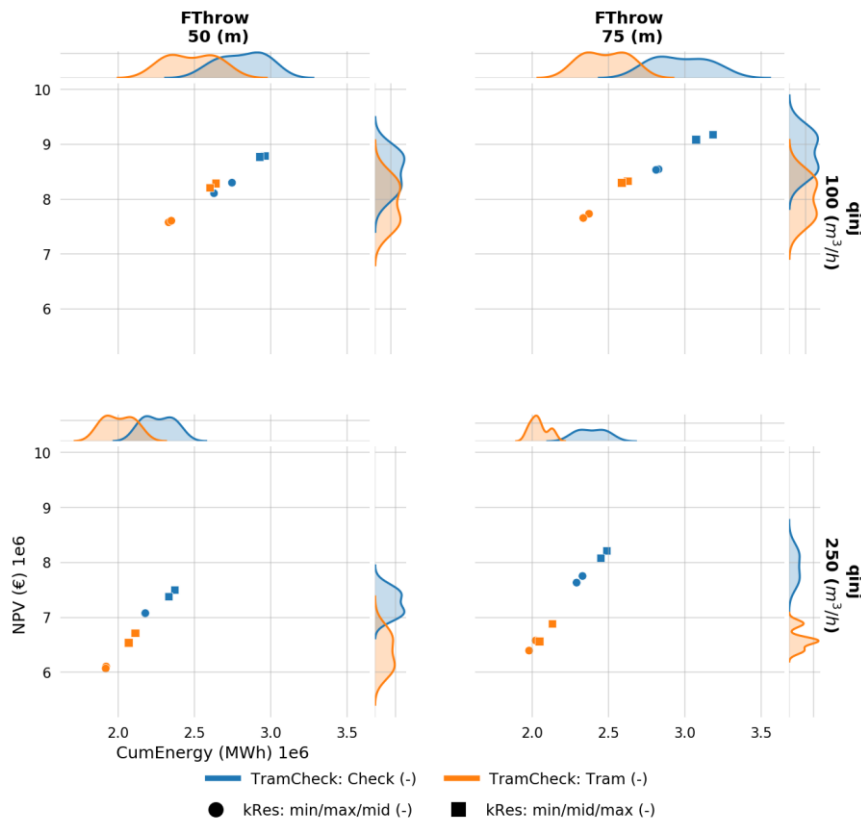 FThrow
50 (m)
FThrow
75 (m)
10
9
8
7
6
qinj
100 (m³/h)
10
9
8
7
6
NPV (€) 1e6
qinj
250 (m³/h)
2.0 2.5 3.0 3.5
2.0 2.5 3.0 3.5
CumEnergy (MWh) 1e6
TramCheck: Check (-) TramCheck: Tram (-)
kRes: min/max/mid (-) kRes: min/mid/max (-)